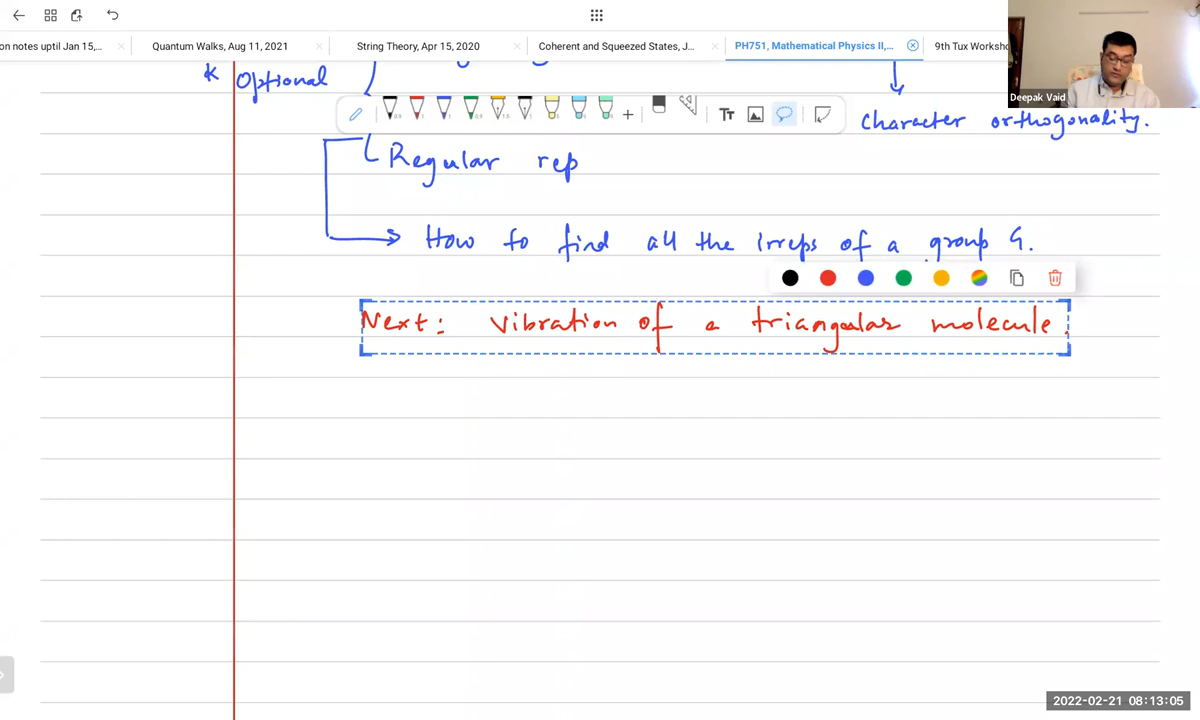 on notes uptil Jan 15,...
Quantum Walks, Aug 11, 2021
String Theory, Apr 15, 2020
Coherent and Squeezed States, J...
PH751, Mathematical Physics II,...
9th Tux Worksho
Deepak Vaid
* Optional
Character orthogonality.
Regular rep
How to find all the irreps of a group G.
Next: Vibration of a triangular molecule.
2022-02-21 08:13:05